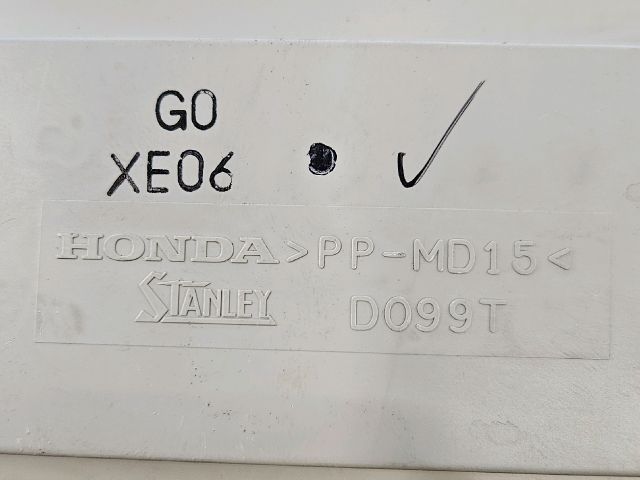 G0
XE06
HONDA >PP-MD15<
STANLEY D099T